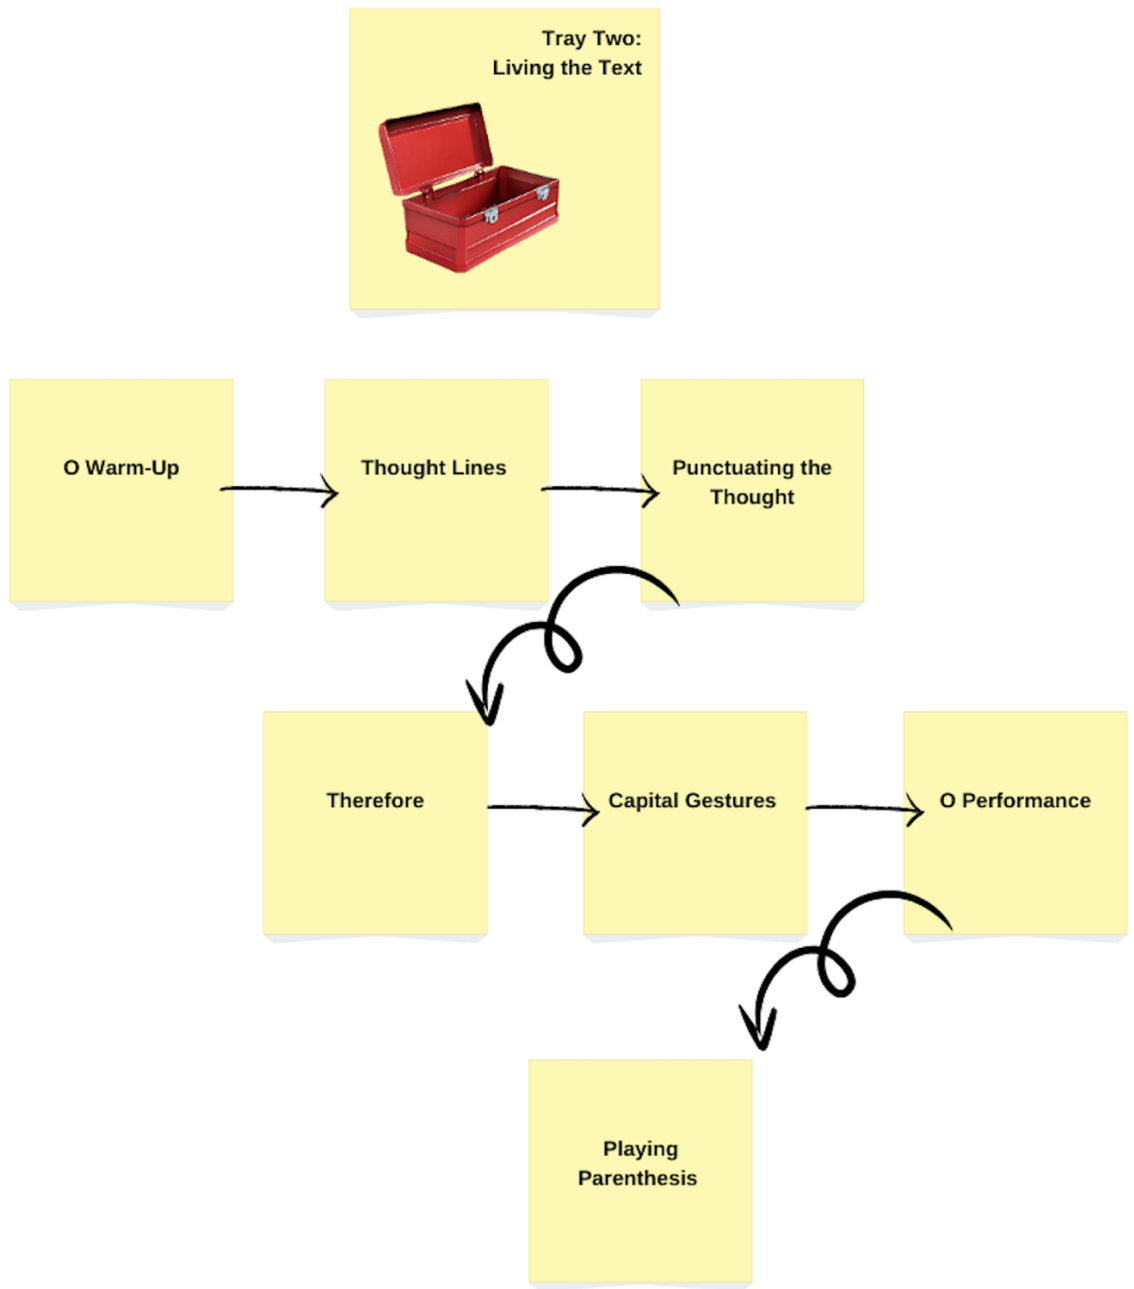 Tray Two:
Living the Text
O Warm-Up
Thought Lines
Punctuating the
Thought
Therefore
Capital Gestures
O Performance
Playing
Parenthesis